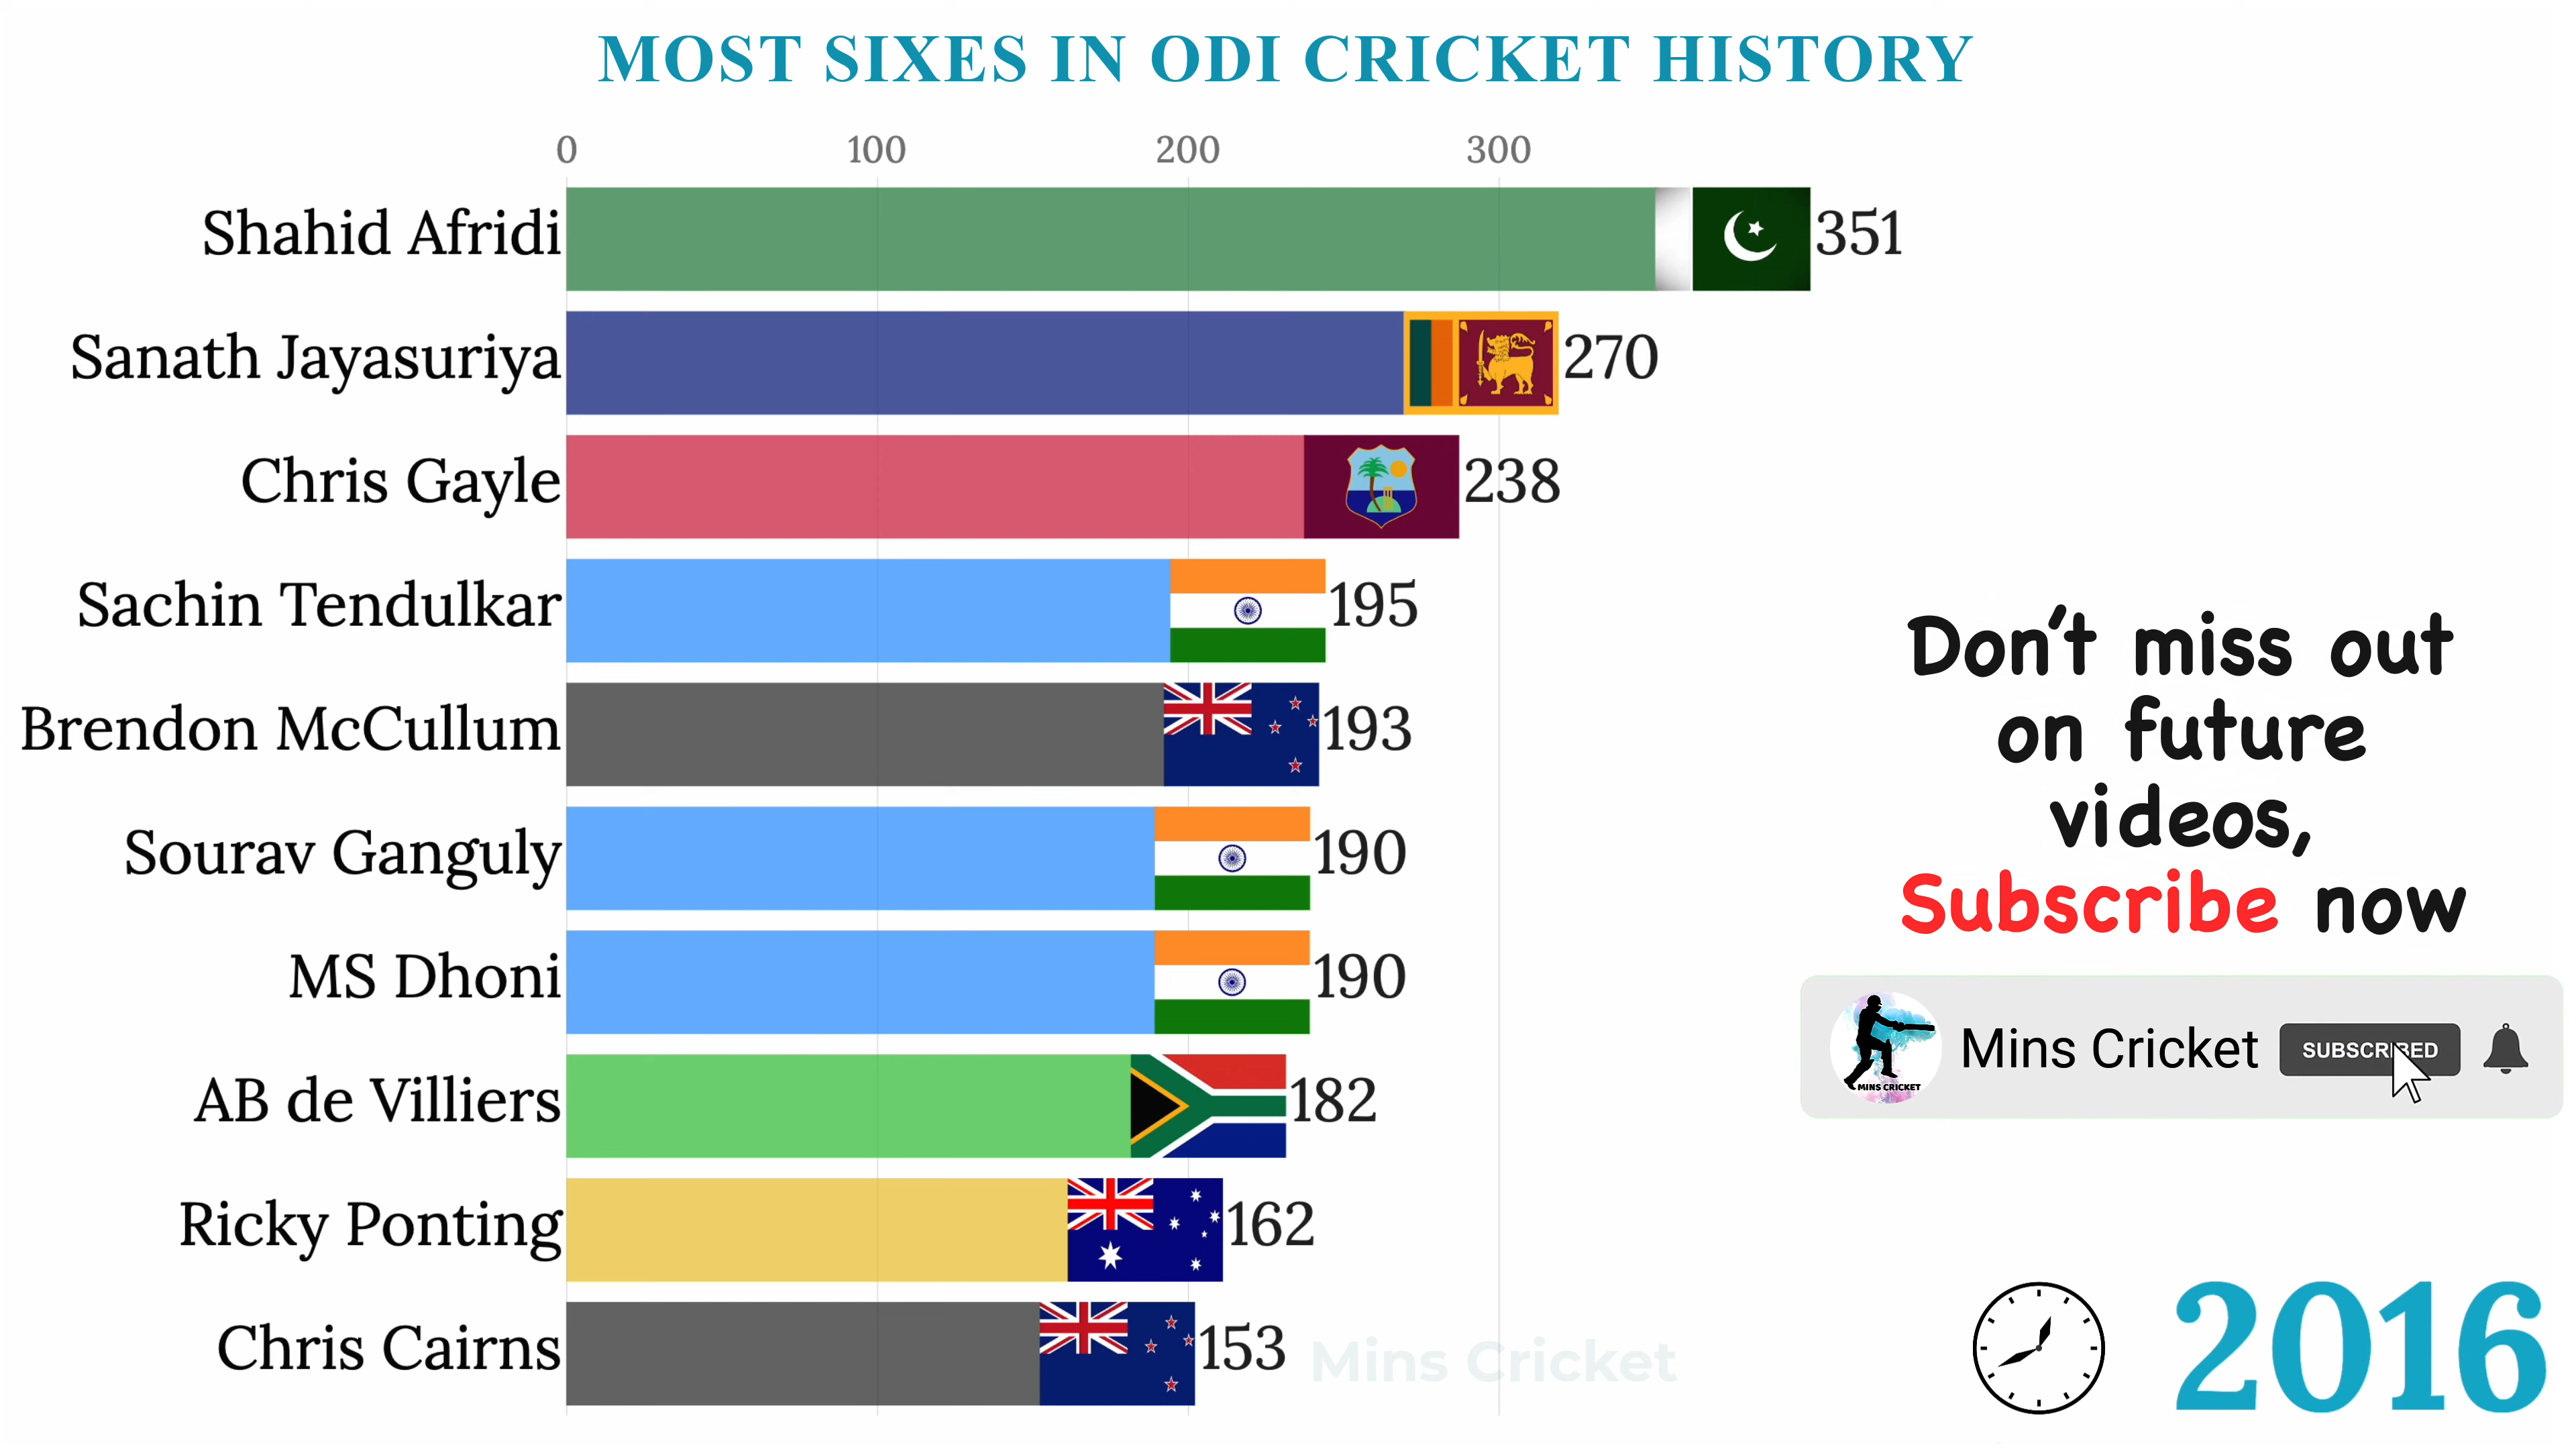 MOST SIXES IN ODI CRICKET HISTORY
0 100 200 300
Shahid Afridi 351
Sanath Jayasuriya 270
Chris Gayle 238
Sachin Tendulkar 195
Brendon McCullum 193
Sourav Ganguly 190
MS Dhoni 190
AB de Villiers 182
Ricky Ponting 162
Chris Cairns 153
Don't miss out
on future
videos,
Subscribe now
MINS CRICKET
Mins Cricket SUBSCRIBED
Mins Cricket
2016